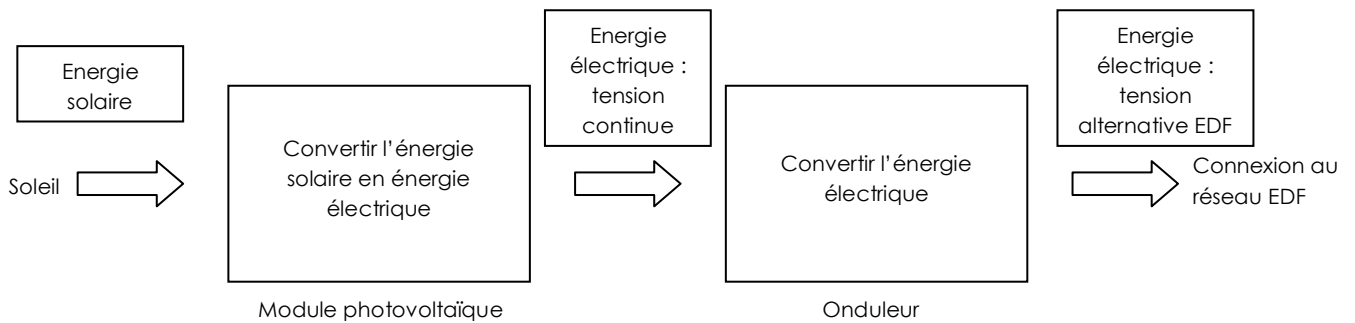 Energie
solaire
Soleil
Convertir l’énergie
solaire en énergie
électrique
Module photovoltaïque
Energie
électrique :
tension
continue
Convertir l’énergie
électrique
Onduleur
Energie
électrique :
tension
alternative EDF
Connexion au
réseau EDF